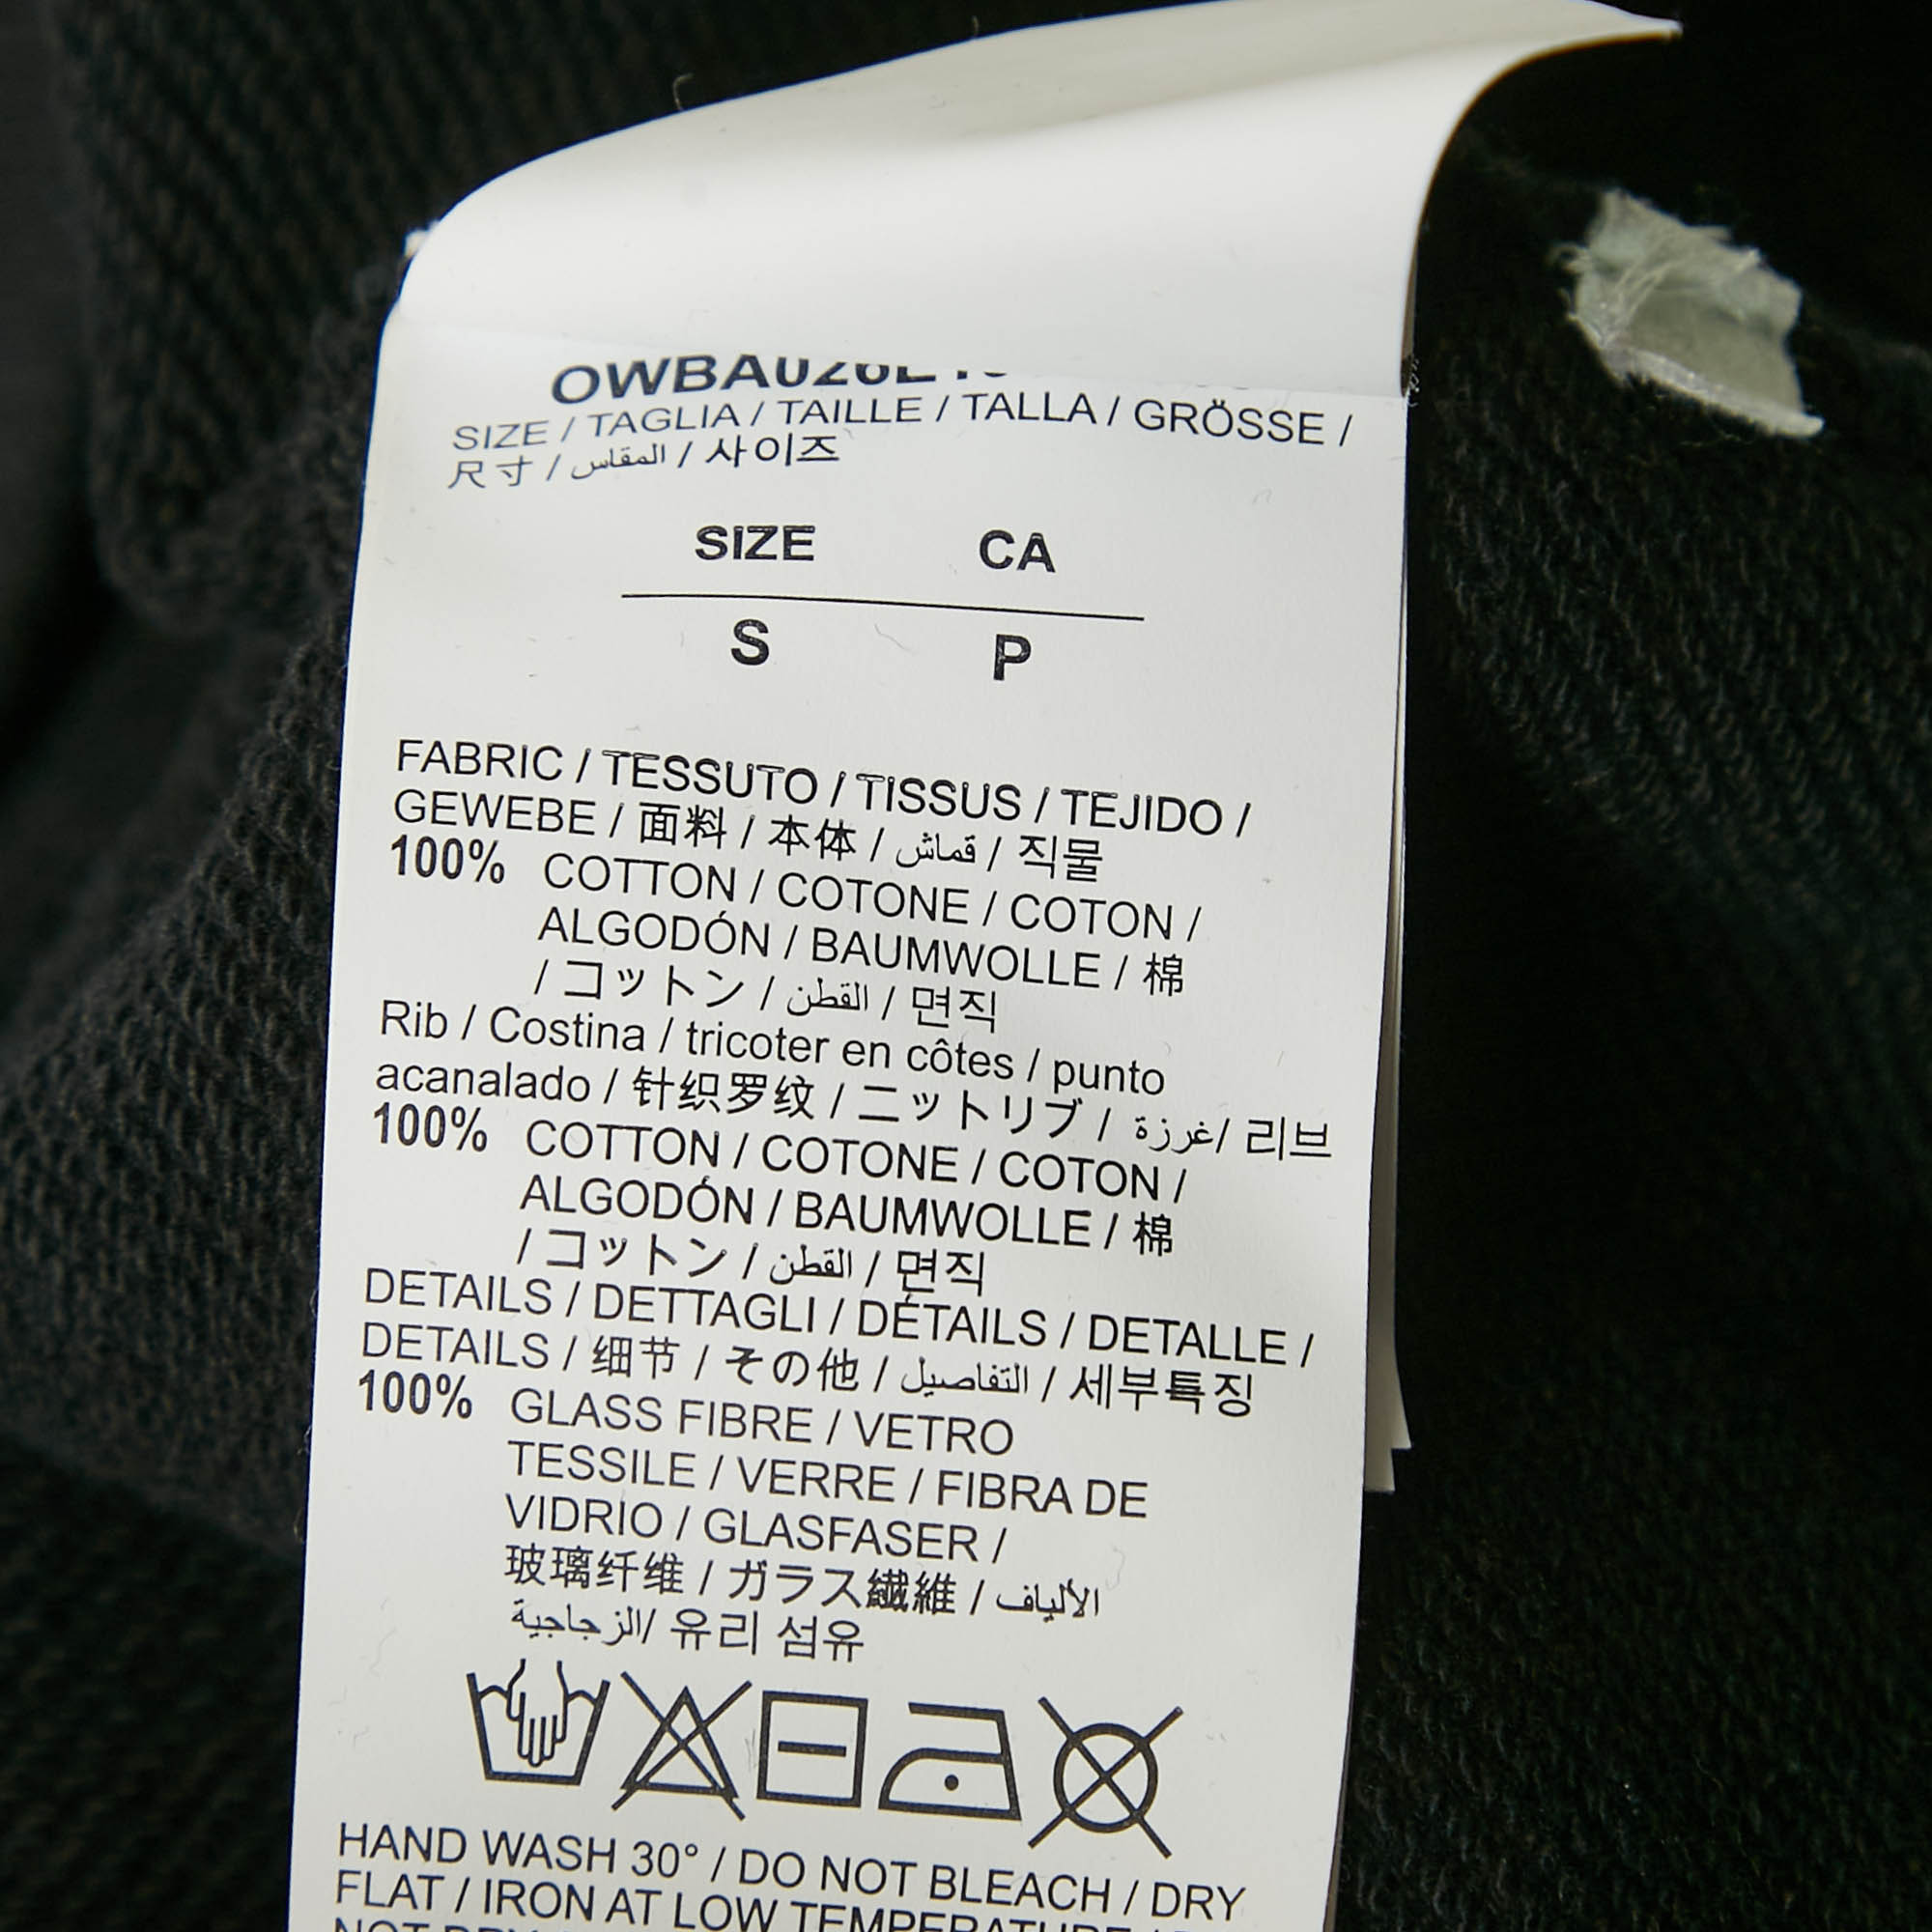 SIZE / TAGLIA / TAILLE / TALLA / GRÖSSE /
尺寸 / المقاس / 사이즈
SIZE CA
S P
FABRIC / TESSUTO / TISSUS / TEJIDO /
GEWEBE / 面料 / 本体 / قماش / 직물
100% COTTON / COTONE / COTON /
ALGODÓN / BAUMWOLLE / 棉
/ コットン / القطن / 면직
Rib / Costina / tricoter en côtes / punto
acanalado / 针织罗纹 / ニットリブ / غرزة/ 리브
100% COTTON / COTONE / COTON /
ALGODÓN / BAUMWOLLE / 棉
/ コットン / القطن / 면직
DETAILS / DETTAGLI / DÉTAILS / DETALLE /
DETAILS / 细节 / その他 / التفاصيل / 세부특징
100% GLASS FIBRE / VETRO
TESSILE / VERRE / FIBRA DE
VIDRIO / GLASFASER /
玻璃纤维 / ガラス繊維 / الألياف
الزجاجية/ 유리 섬유
HAND WASH 30° / DO NOT BLEACH / DRY
FLAT / IRON AT LOW TEMPERATURE /